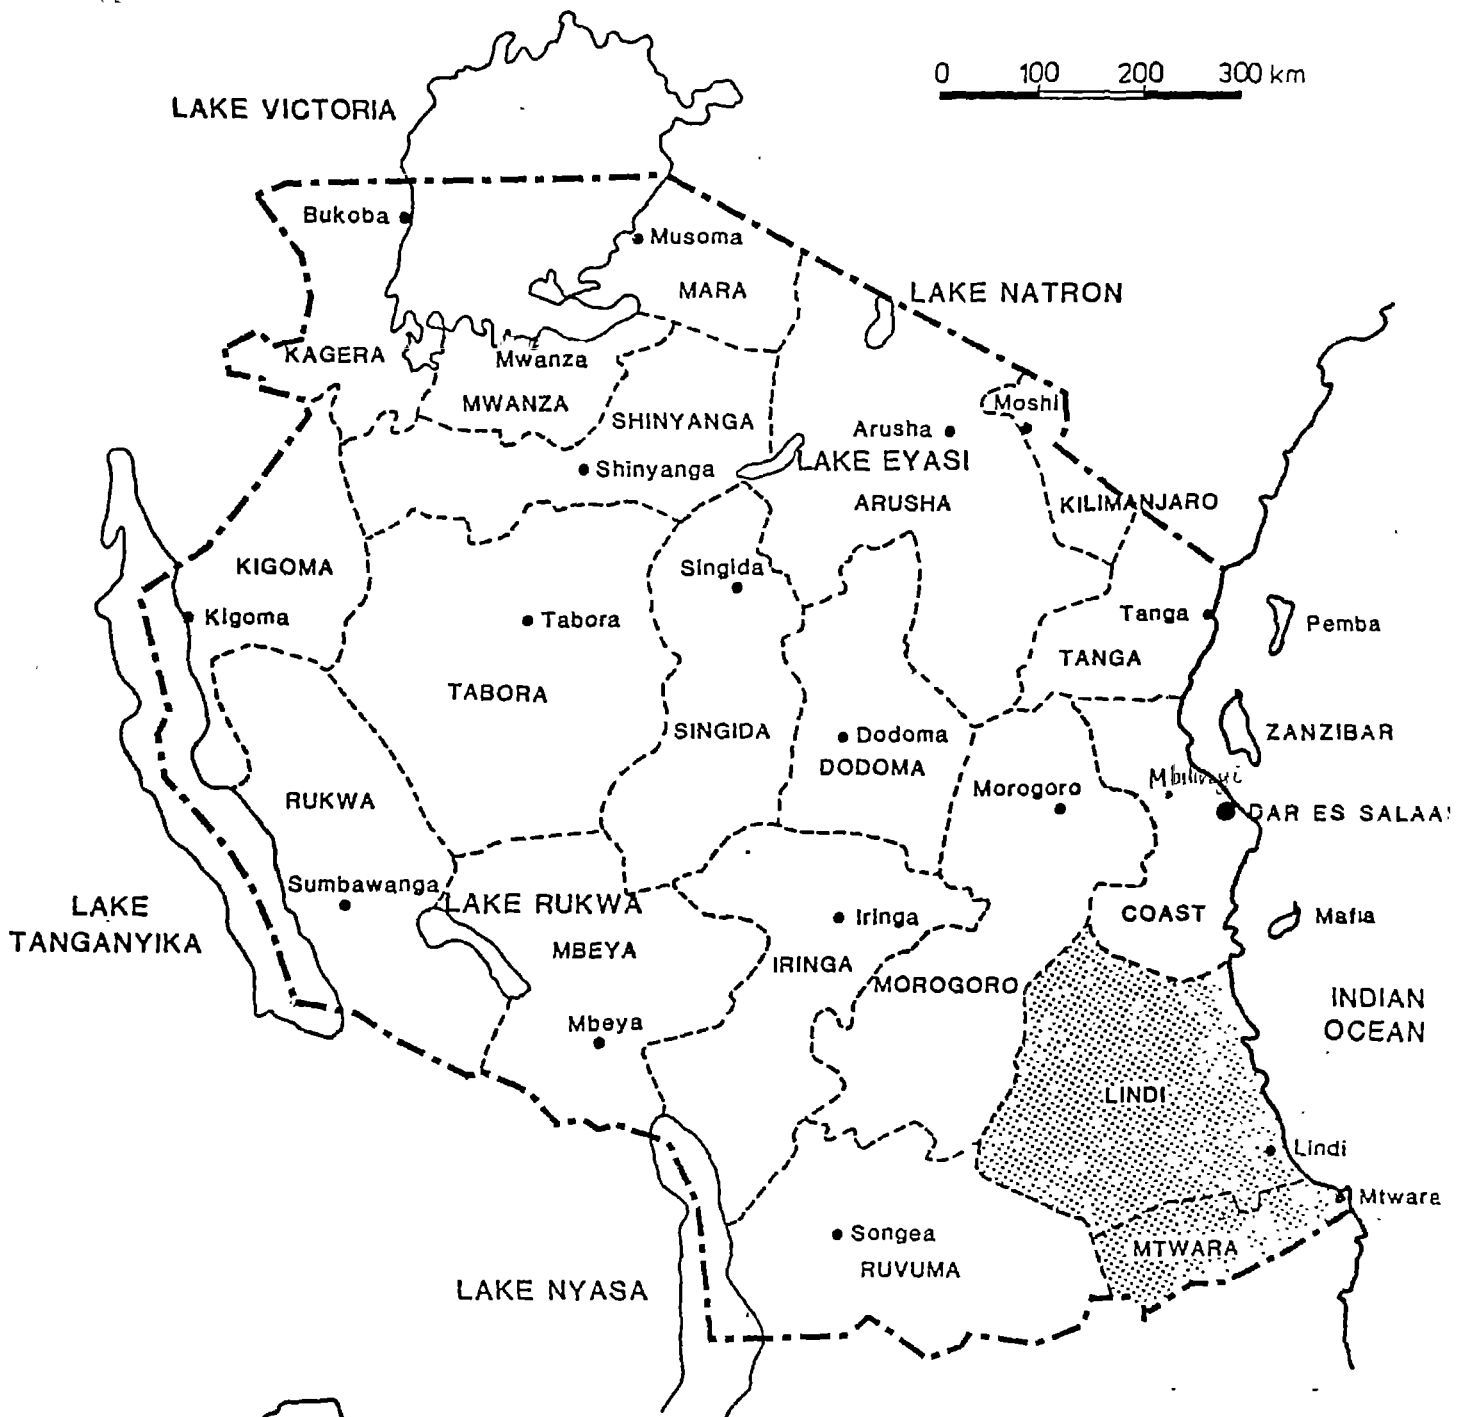 0 100 200 300 km
LAKE VICTORIA
Bukoba
Musoma
MARA
LAKE NATRON
KAGERA
Mwanza
MWANZA
SHINYANGA
Moshi
Arusha
Shinyanga
LAKE EYASI
ARUSHA
KILIMANJARO
KIGOMA
Singida
Kigoma
Tabora
Tanga
Pemba
TANGA
TABORA
SINGIDA
Dodoma
ZANZIBAR
DODOMA
Morogoro
RUKWA
DAR ES SALAA
Sumbawanga
LAKE RUKWA
LAKE
TANGANYIKA
Iringa
COAST
Mafia
MBEYA
IRINGA
MOROGORO
INDIAN
OCEAN
Mbeya
LINDI
Lindi
Mtwara
Songea
MTWARA
RUVUMA
LAKE NYASA